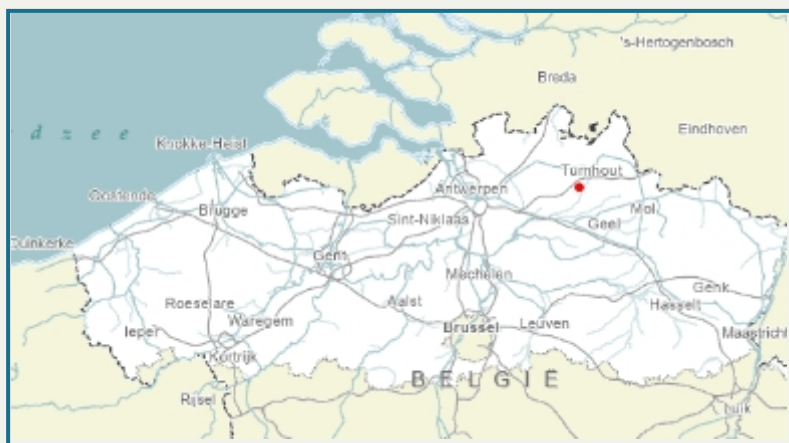 's-Hertogenbosch
Breda
Eindhoven
d z e e
Knokke-Heist
Turnhout
Oostende
Antwerpen
Brugge
Sint-Niklaas
Mol
Geel
Duinkerke
Gent
Mechelen
Genk
Roeselare
Aalst
Hasselt
Ieper
Waregem
Brussel
Leuven
Maastricht
Kortrijk
BELGIË
Rijsel
Luik